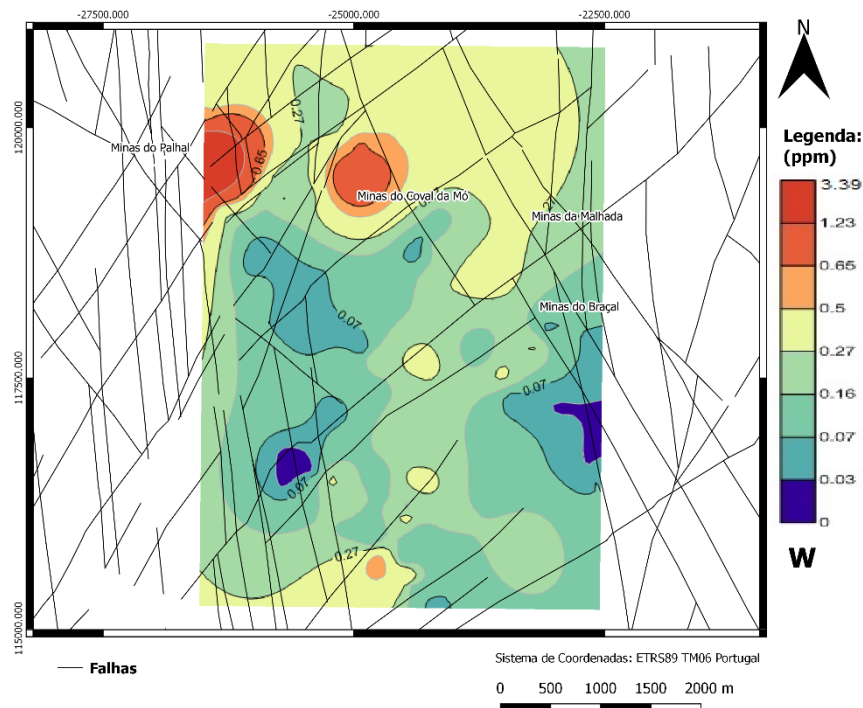 -27500.000
-25000.000
-22500.000
N
120000.000
117500.000
115000.000
Minas do Palhal
0.27
0.65
Minas do Coval da Mó
Minas da Malhada
27
Minas do Braçal
0.07
0.07
0.07
0.27
Legenda:
(ppm)
3.39
1.23
0.65
0.5
0.27
0.16
0.07
0.03
0
W
Falhas
Sistema de Coordenadas: ETRS89 TM06 Portugal
0 500 1000 1500 2000 m